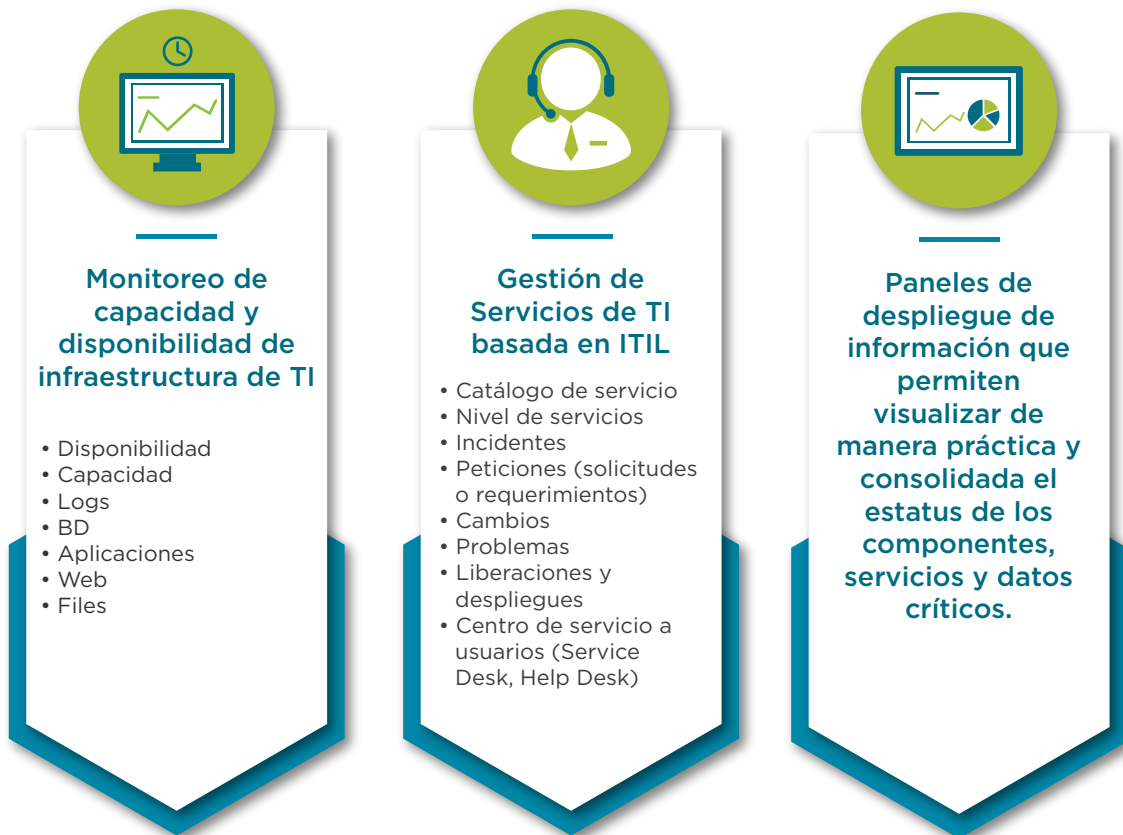 Monitoreo de
capacidad y
disponibilidad de
infraestructura de TI
• Disponibilidad
• Capacidad
• Logs
• BD
• Aplicaciones
• Web
• Files
Gestión de
Servicios de TI
basada en ITIL
• Catálogo de servicio
• Nivel de servicios
• Incidentes
• Peticiones (solicitudes
o requerimientos)
• Cambios
• Problemas
• Liberaciones y
despliegues
• Centro de servicio a
usuarios (Service
Desk, Help Desk)
Paneles de
despliegue de
información que
permiten
visualizar de
manera práctica y
consolidada el
estatus de los
componentes,
servicios y datos
críticos.